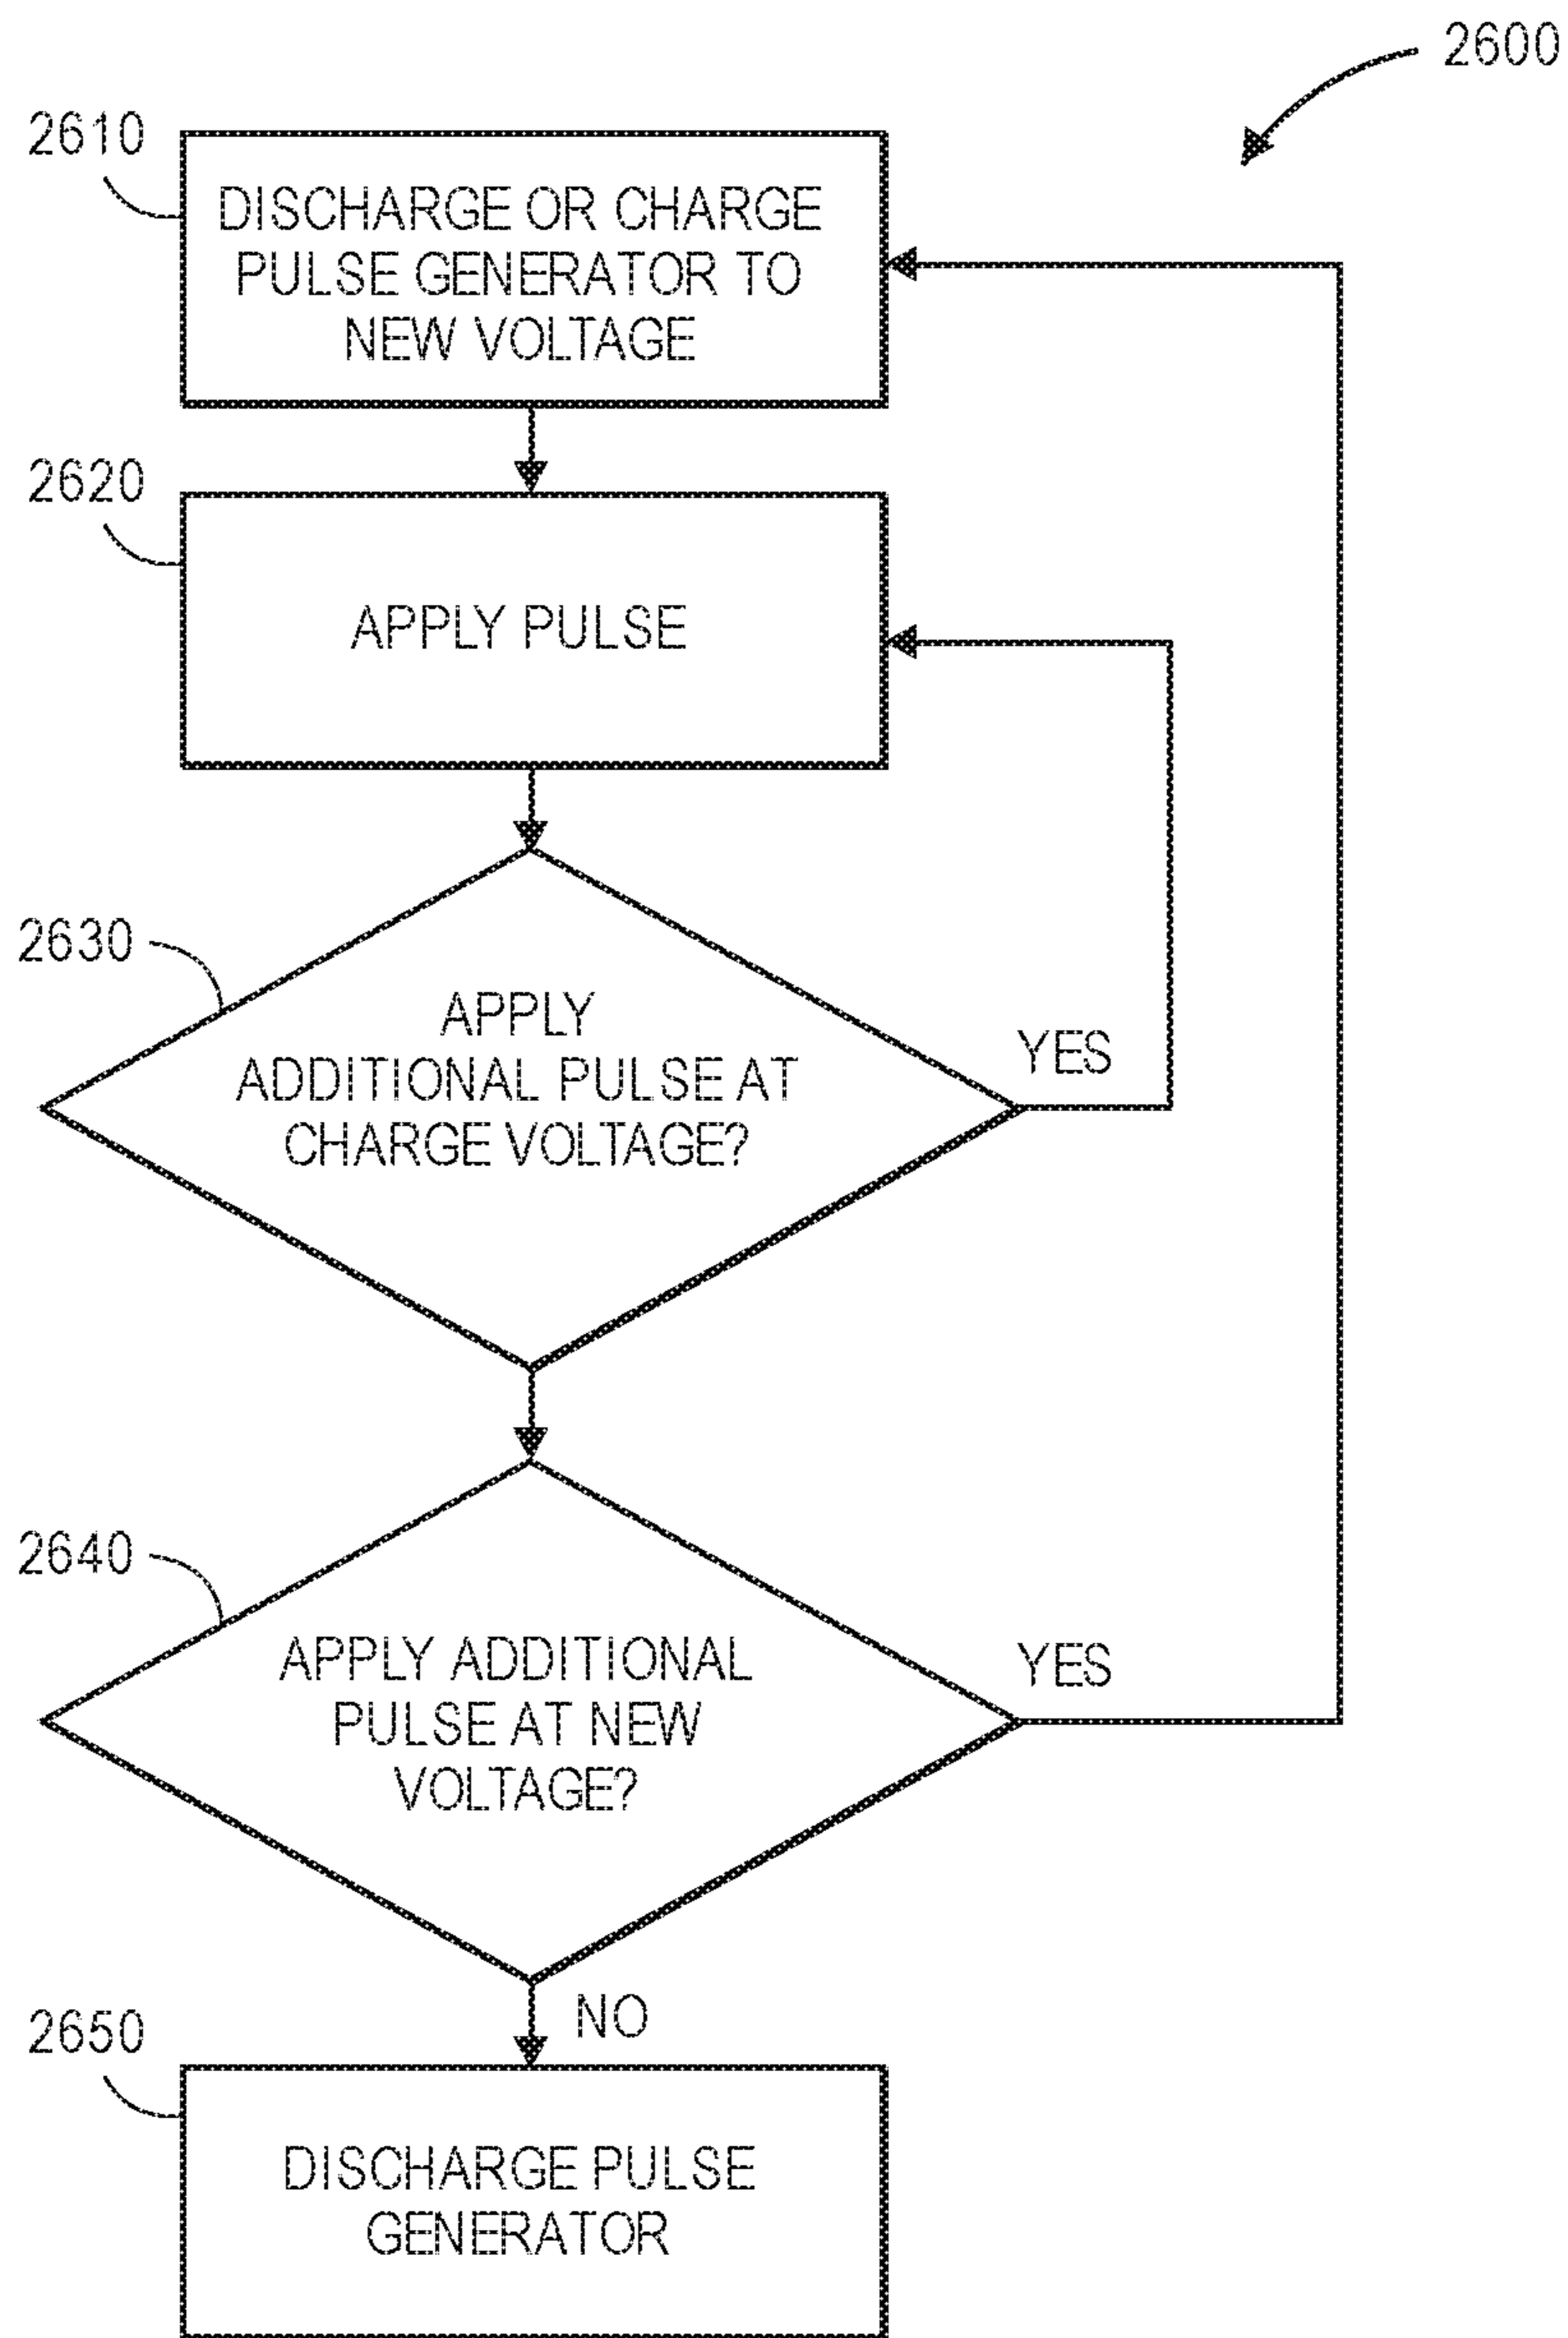 2600
2610
DISCHARGE OR CHARGE
PULSE GENERATOR TO
NEW VOLTAGE
2620
APPLY PULSE
2630
APPLY
ADDITIONAL PULSE AT
CHARGE VOLTAGE?
YES
2640
APPLY ADDITIONAL
PULSE AT NEW
VOLTAGE?
YES
NO
2650
DISCHARGE PULSE
GENERATOR